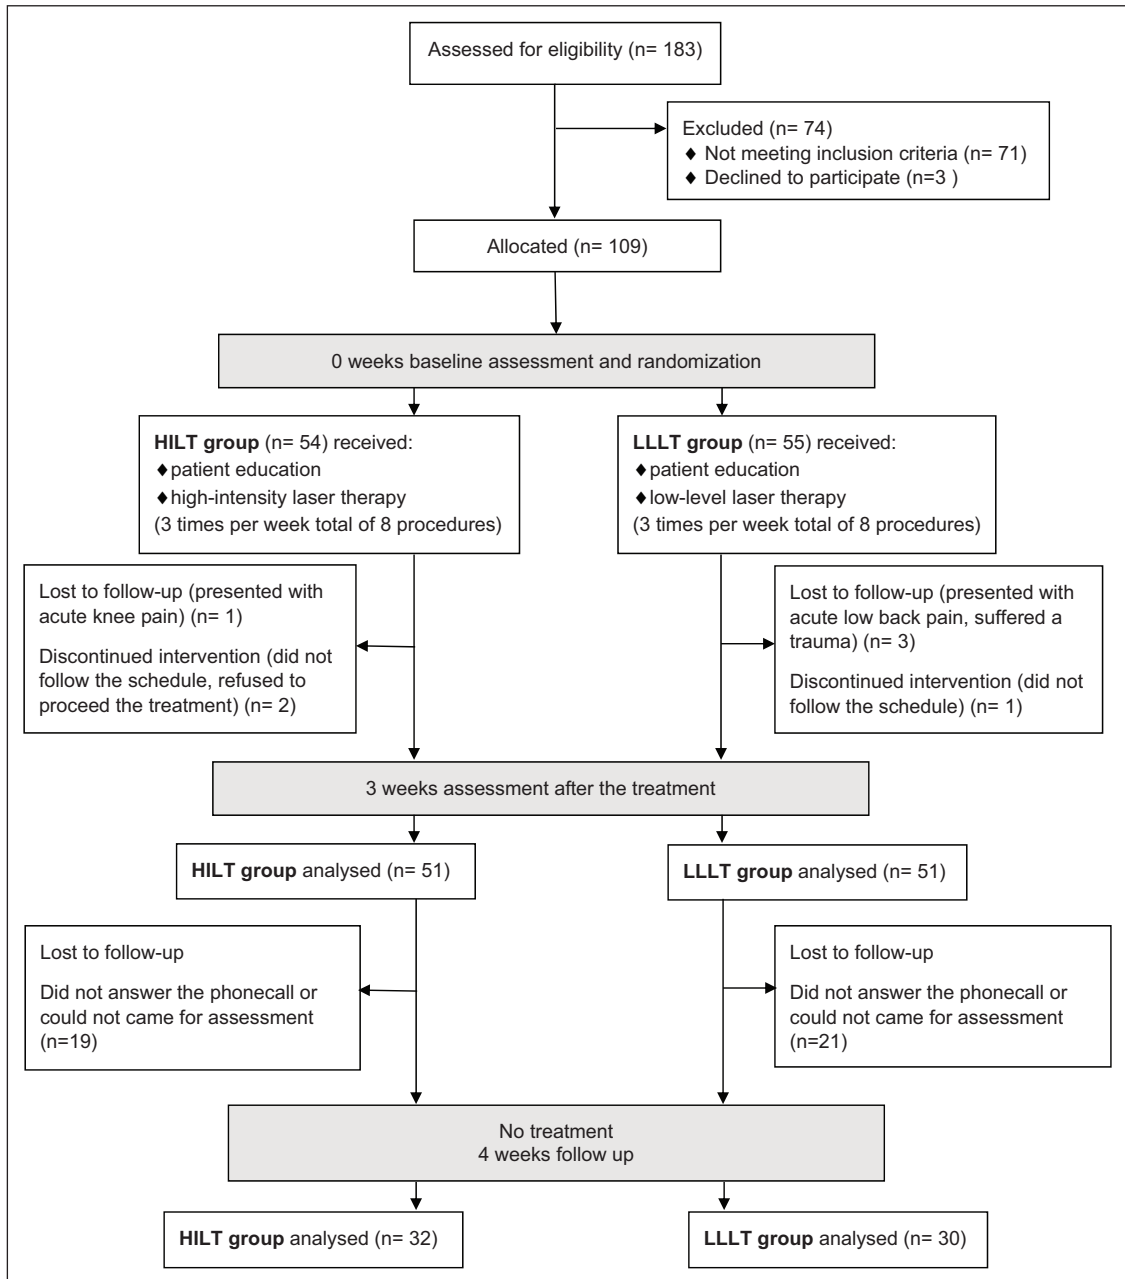 Assessed for eligibility (n= 183)
Excluded (n= 74)
♦ Not meeting inclusion criteria (n= 71)
♦ Declined to participate (n=3 )
Allocated (n= 109)
0 weeks baseline assessment and randomization
HILT group (n= 54) received:
♦patient education
♦high-intensity laser therapy
(3 times per week total of 8 procedures)
LLLT group (n= 55) received:
♦patient education
♦low-level laser therapy
(3 times per week total of 8 procedures)
Lost to follow-up (presented with
acute knee pain) (n= 1)
Discontinued intervention (did not
follow the schedule, refused to
proceed the treatment) (n= 2)
Lost to follow-up (presented with
acute low back pain, suffered a
trauma) (n= 3)
Discontinued intervention (did not
follow the schedule) (n= 1)
3 weeks assessment after the treatment
HILT group analysed (n= 51)
LLLT group analysed (n= 51)
Lost to follow-up
Did not answer the phonecall or
could not came for assessment
(n=19)
Lost to follow-up
Did not answer the phonecall or
could not came for assessment
(n=21)
No treatment
4 weeks follow up
HILT group analysed (n= 32)
LLLT group analysed (n= 30)